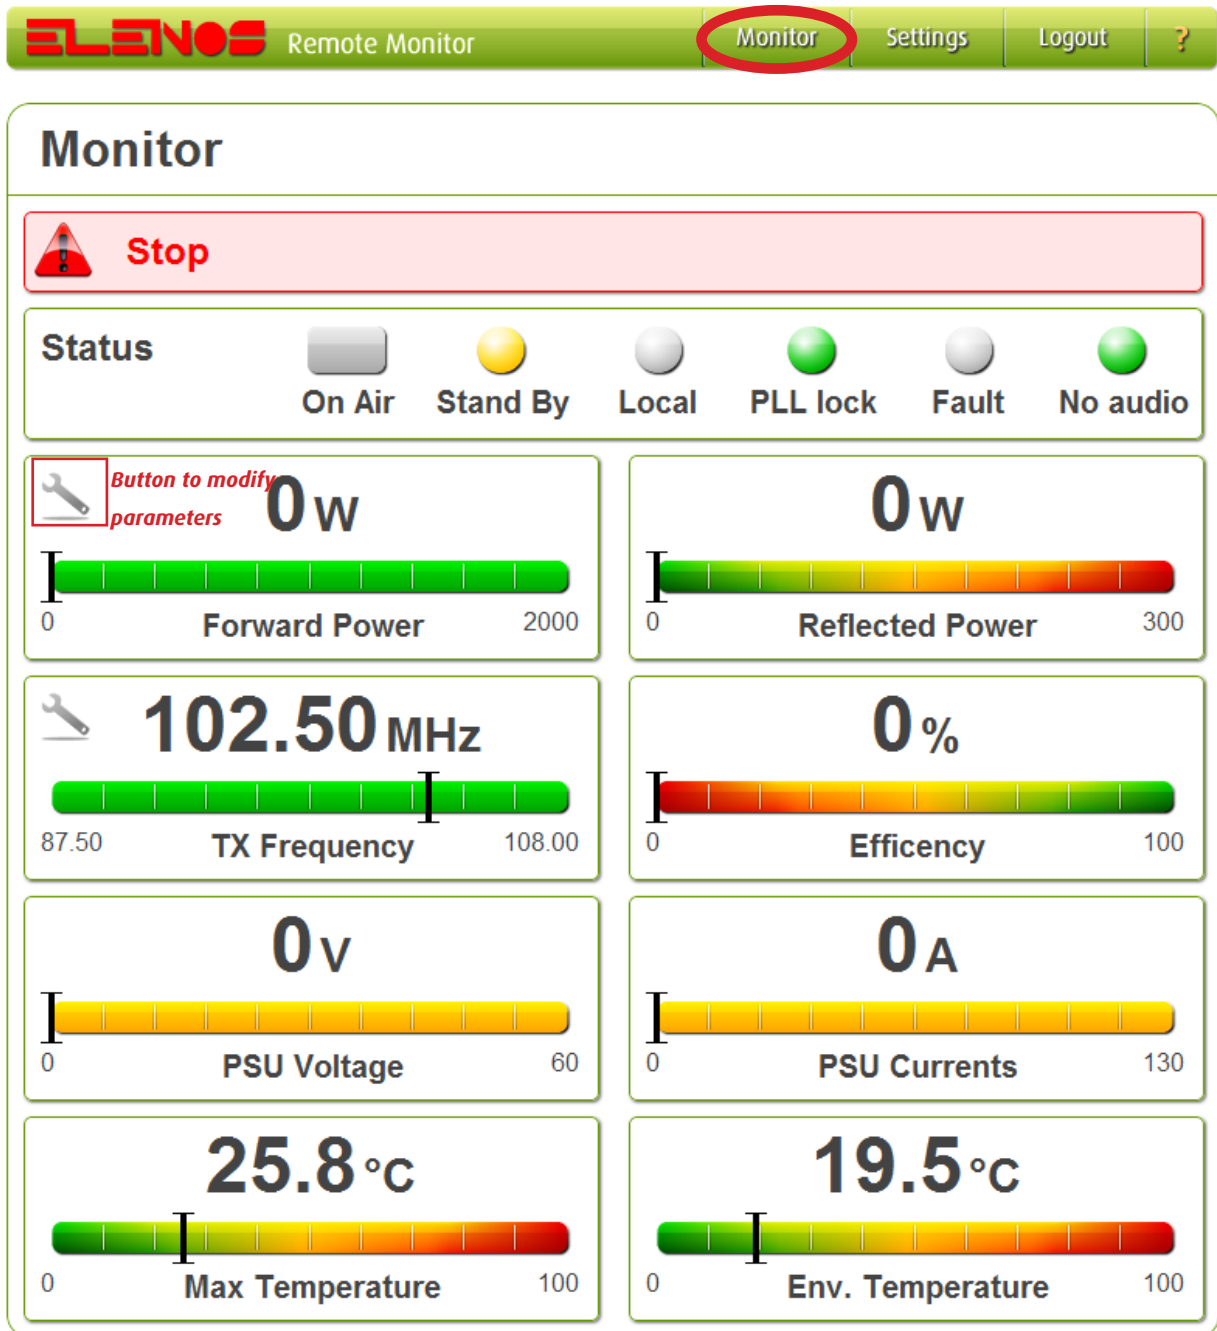 ELENOS Remote Monitor Monitor Settings Logout ?
Monitor
Stop
Status
On Air Stand By Local PLL lock Fault No audio
Button to modify
parameters
0 W
0 Forward Power 2000
0 W
0 Reflected Power 300
102.50 MHz
87.50 TX Frequency 108.00
0 %
0 Efficency 100
0 V
0 PSU Voltage 60
0 A
0 PSU Currents 130
25.8 °C
0 Max Temperature 100
19.5 °C
0 Env. Temperature 100